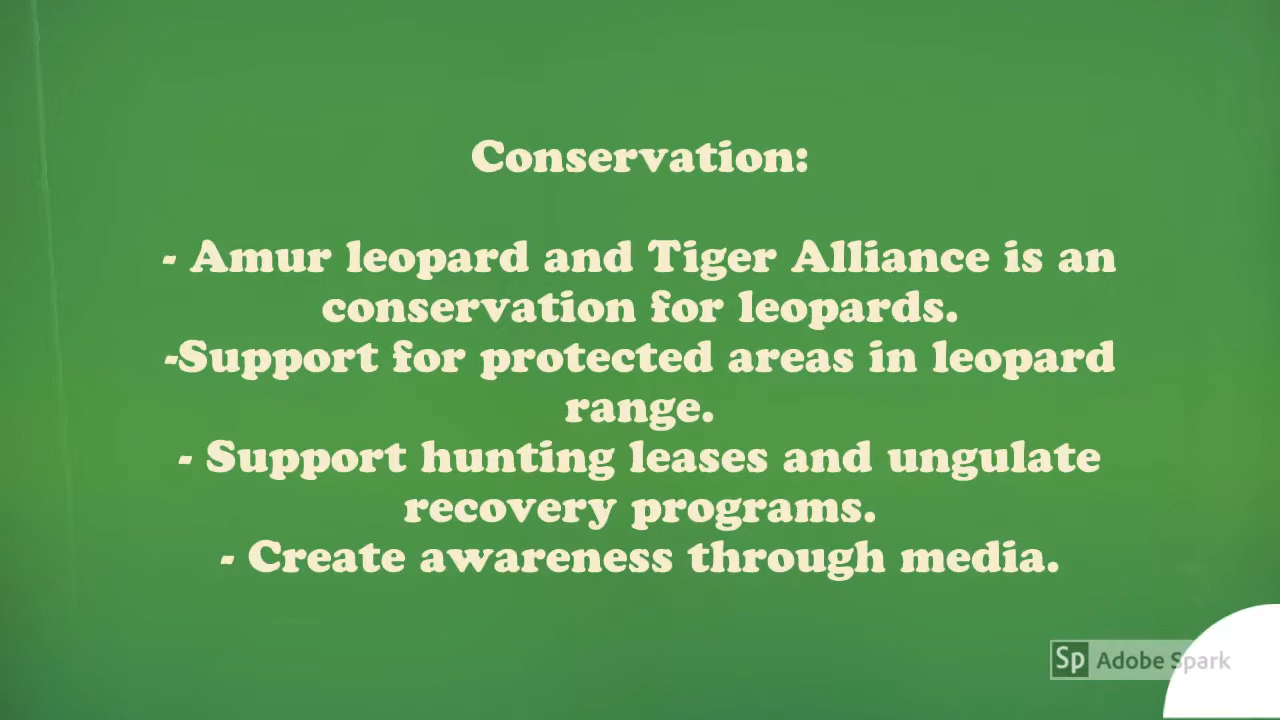 Conservation:
- Amur leopard and Tiger Alliance is an
conservation for leopards.
-Support for protected areas in leopard
range.
- Support hunting leases and ungulate
recovery programs.
- Create awareness through media.
Sp Adobe Spark